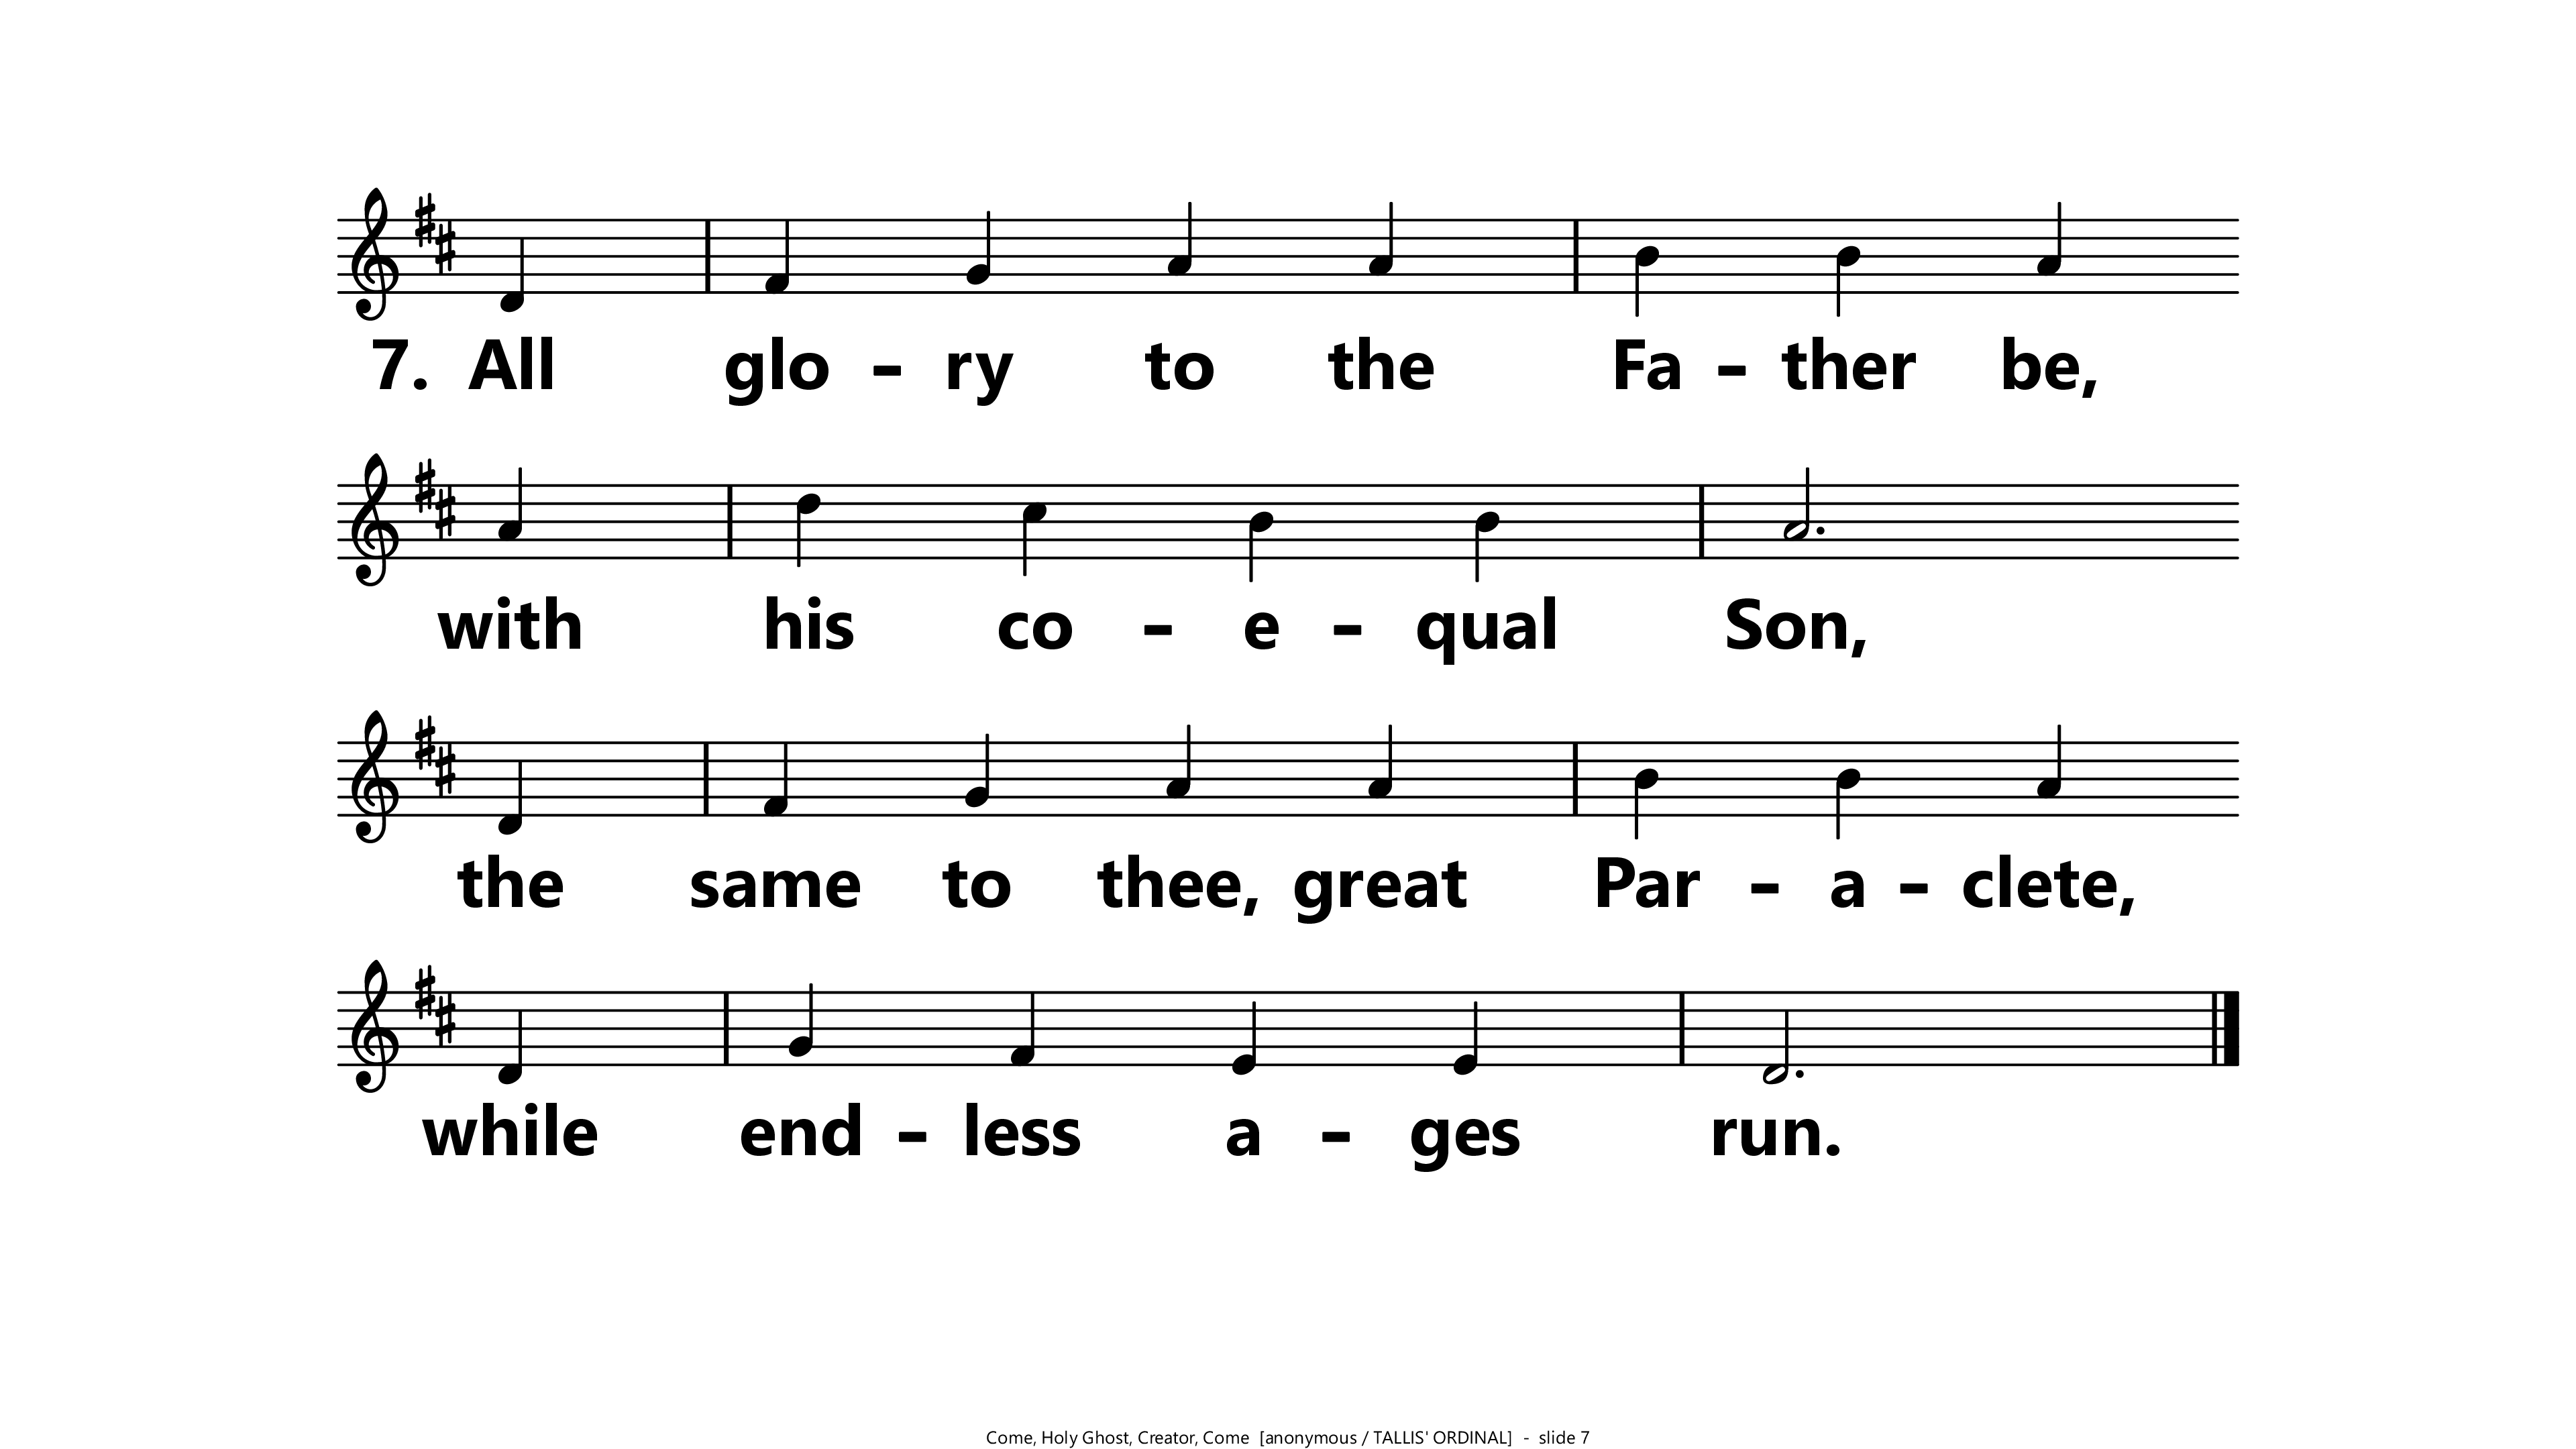 7. All glo - ry to the Fa - ther be,
with his co - e - qual Son,
the same to thee, great Par - a - clete,
while end - less a - ges run.
Come, Holy Ghost, Creator, Come [anonymous / TALLIS' ORDINAL] - slide 7